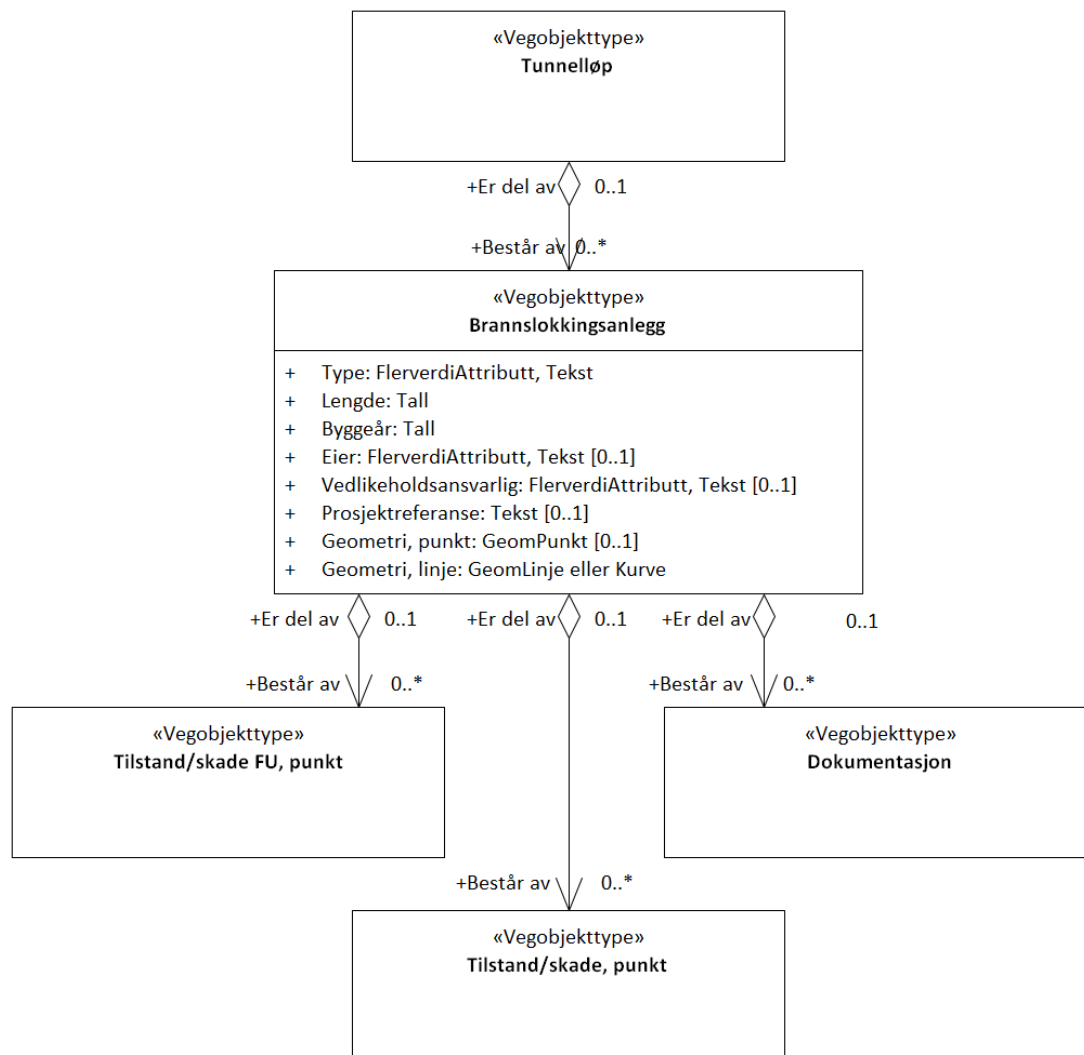 «Vegobjekttype»
Tunnelløp
+Er del av 0..1
+Består av 0..*
«Vegobjekttype»
Brannslokkingsanlegg
+ Type: FlerverdiAttributt, Tekst
+ Lengde: Tall
+ Byggeår: Tall
+ Eier: FlerverdiAttributt, Tekst [0..1]
+ Vedlikeholdsansvarlig: FlerverdiAttributt, Tekst [0..1]
+ Prosjektreferanse: Tekst [0..1]
+ Geometri, punkt: GeomPunkt [0..1]
+ Geometri, linje: GeomLinje eller Kurve
+Er del av 0..1 +Er del av 0..1 +Er del av 0..1
+Består av 0..* +Består av 0..*
«Vegobjekttype» «Vegobjekttype»
Tilstand/skade FU, punkt Dokumentasjon
+Består av 0..*
«Vegobjekttype»
Tilstand/skade, punkt